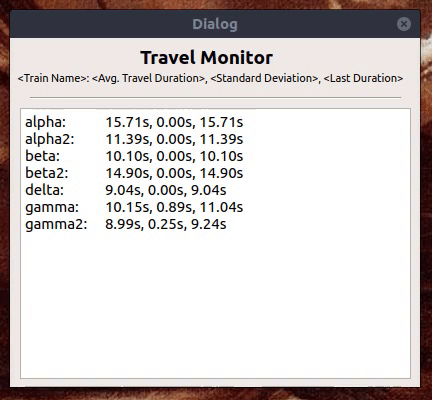 Dialog
Travel Monitor
<Train Name>: <Avg. Travel Duration>, <Standard Deviation>, <Last Duration>
alpha: 15.71s, 0.00s, 15.71s
alpha2: 11.39s, 0.00s, 11.39s
beta: 10.10s, 0.00s, 10.10s
beta2: 14.90s, 0.00s, 14.90s
delta: 9.04s, 0.00s, 9.04s
gamma: 10.15s, 0.89s, 11.04s
gamma2: 8.99s, 0.25s, 9.24s